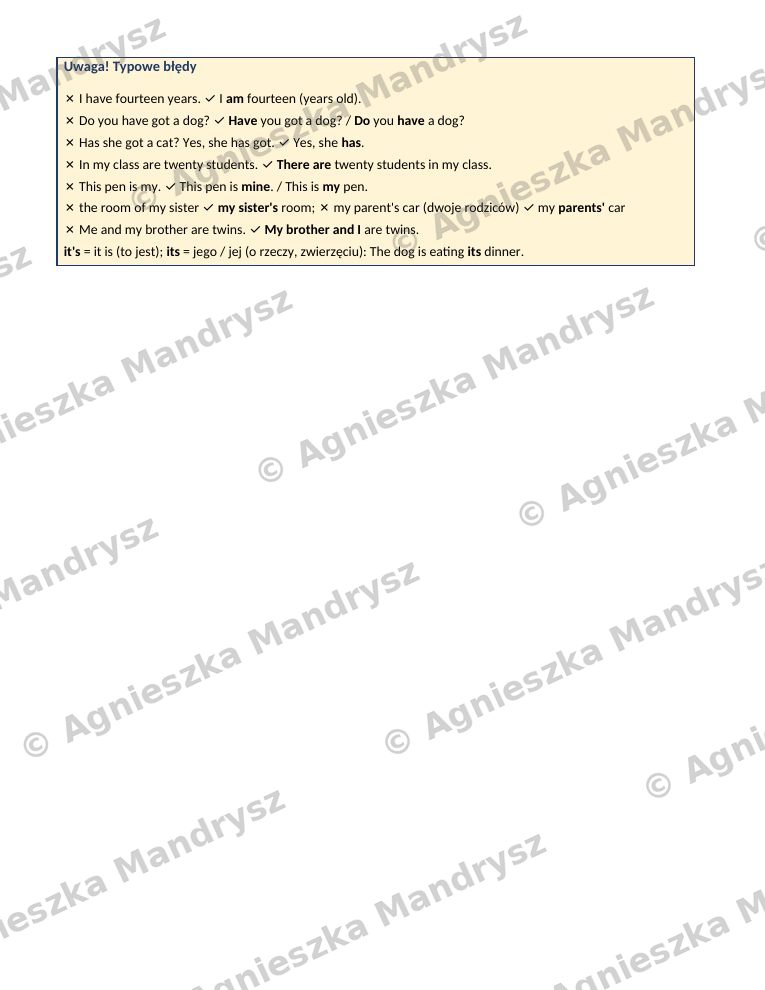 Uwaga! Typowe błędy
× I have fourteen years. ✓ I am fourteen (years old).
× Do you have got a dog? ✓ Have you got a dog? / Do you have a dog?
× Has she got a cat? Yes, she has got. ✓ Yes, she has.
× In my class are twenty students. ✓ There are twenty students in my class.
× This pen is my. ✓ This pen is mine. / This is my pen.
× the room of my sister ✓ my sister's room; × my parent's car (dwoje rodziców) ✓ my parents' car
× Me and my brother are twins. ✓ My brother and I are twins.
it's = it is (to jest); its = jego / jej (o rzeczy, zwierzęciu): The dog is eating its dinner.
© Agnieszka Mandrysz